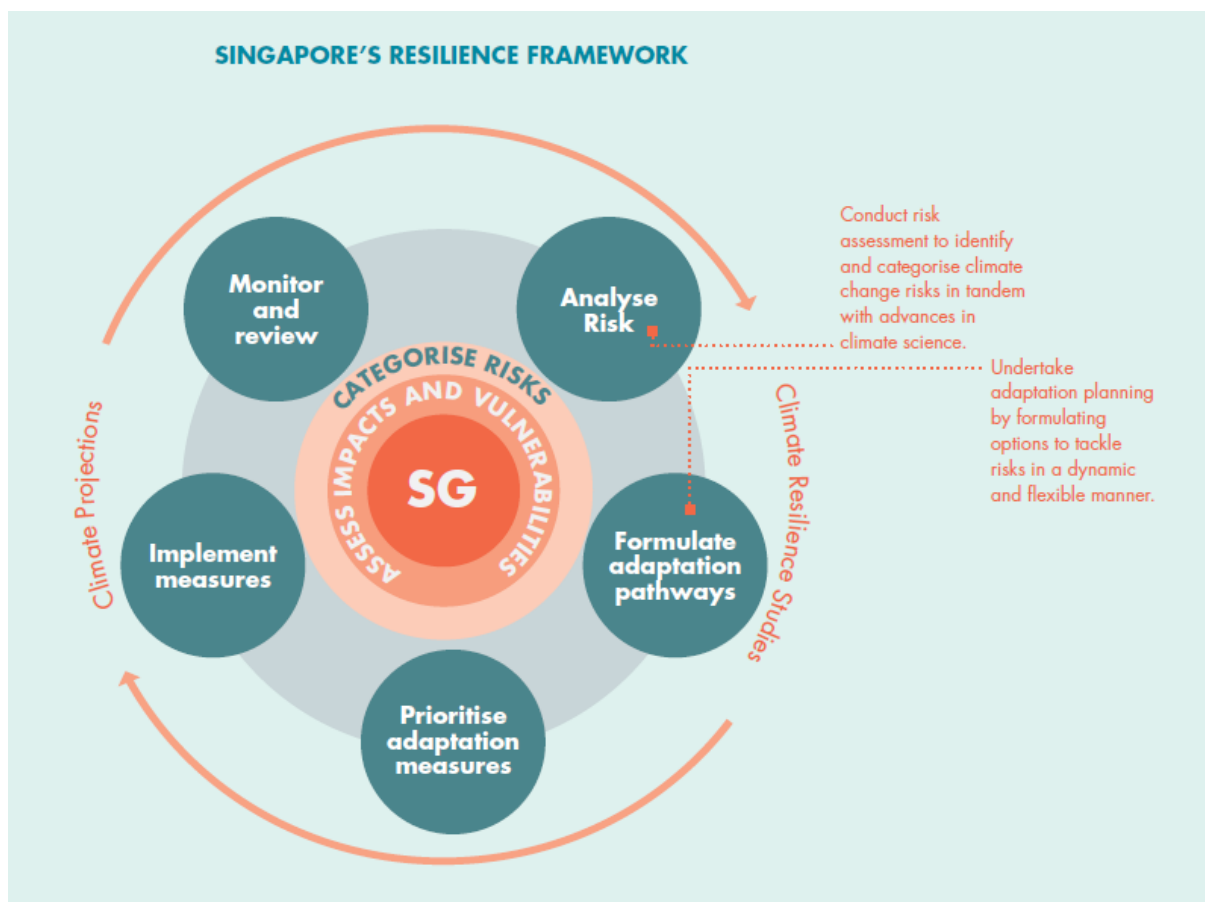 SINGAPORE'S RESILIENCE FRAMEWORK
Monitor
and
review
Analyse
Risk
Conduct risk
assessment to identify
and categorise climate
change risks in tandem
with advances in
climate science.
Undertake
adaptation planning
by formulating
options to tackle
risks in a dynamic
and flexible manner.
CATEGORISE RISKS
ASSESS IMPACTS AND VULNERABILITIES
SG
Climate Projections
Climate Resilience Studies
Implement
measures
Formulate
adaptation
pathways
Prioritise
adaptation
measures